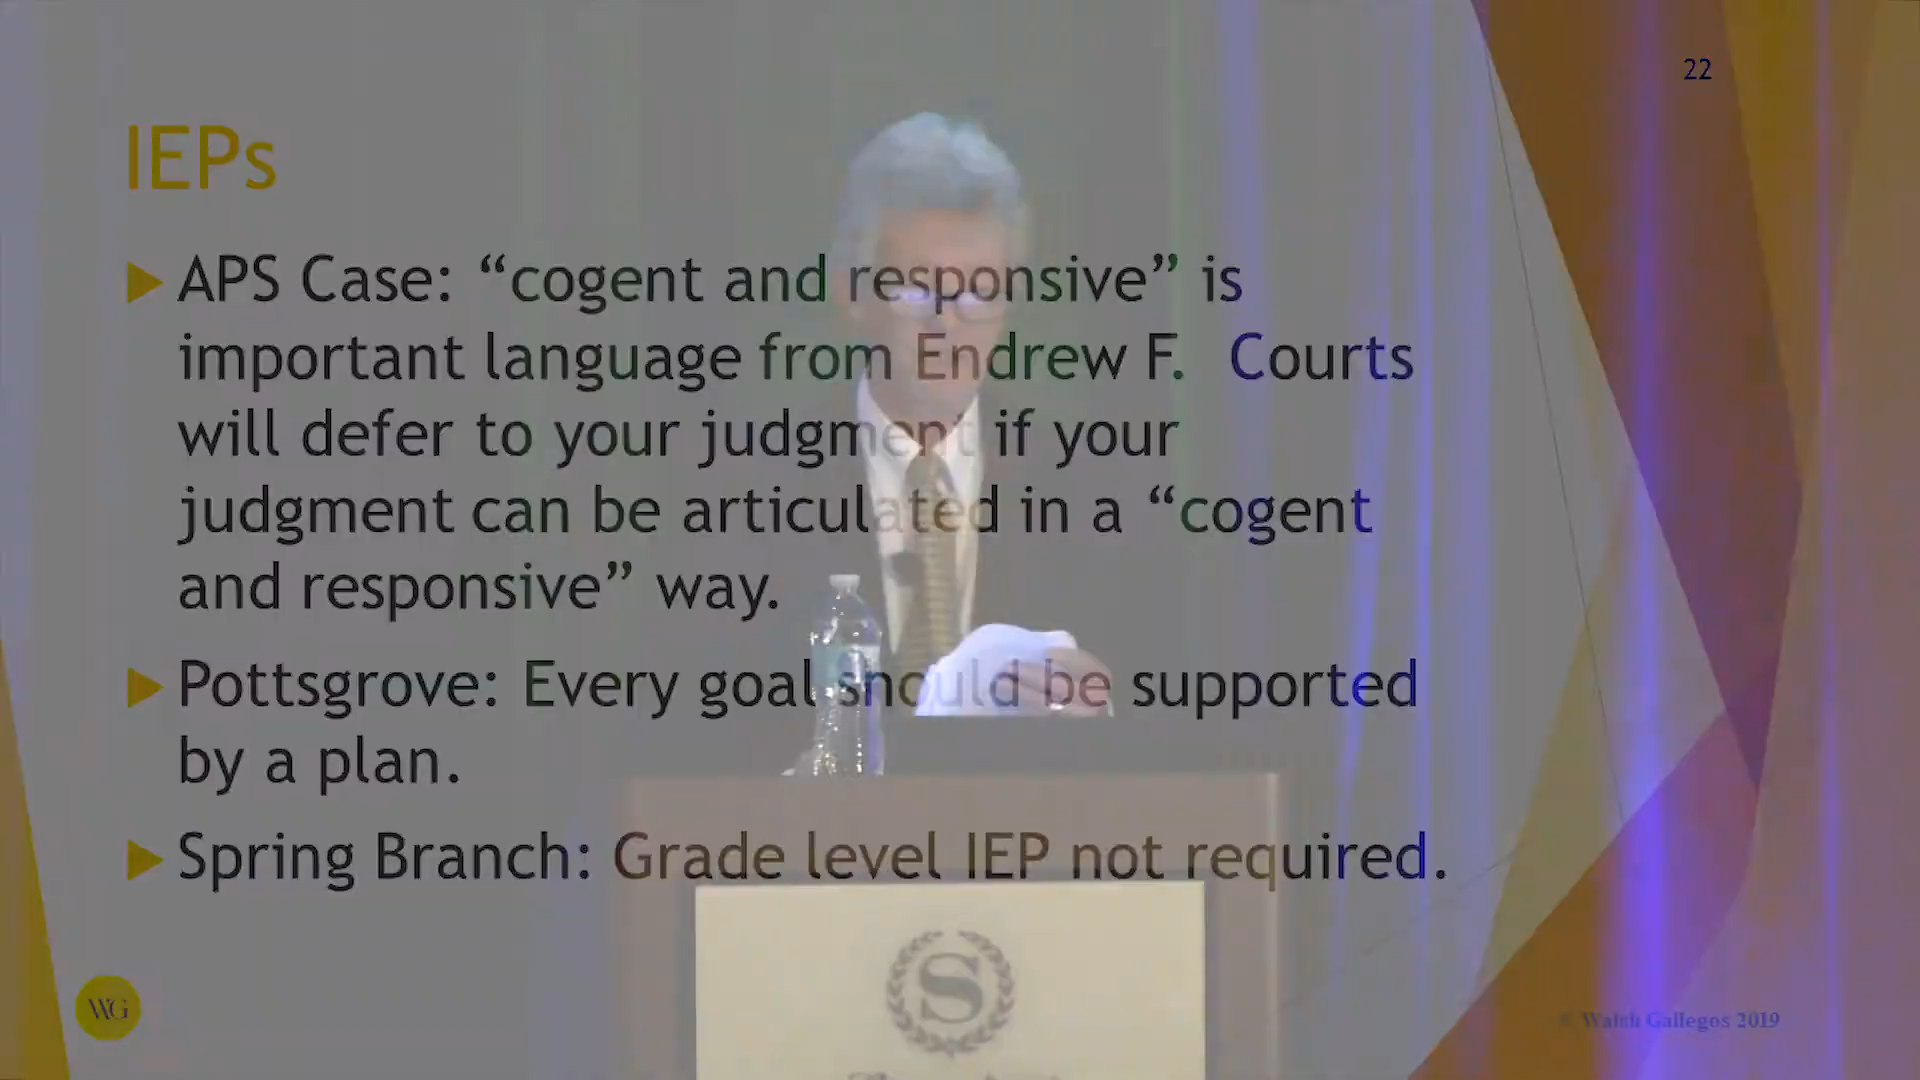 22
IEPs
APS Case: “cogent and responsive” is
important language from Endrew F. Courts
will defer to your judgment if your
judgment can be articulated in a “cogent
and responsive” way.
Pottsgrove: Every goal should be supported
by a plan.
Spring Branch: Grade level IEP not required.
S
WG
© Walsh Gallegos 2019